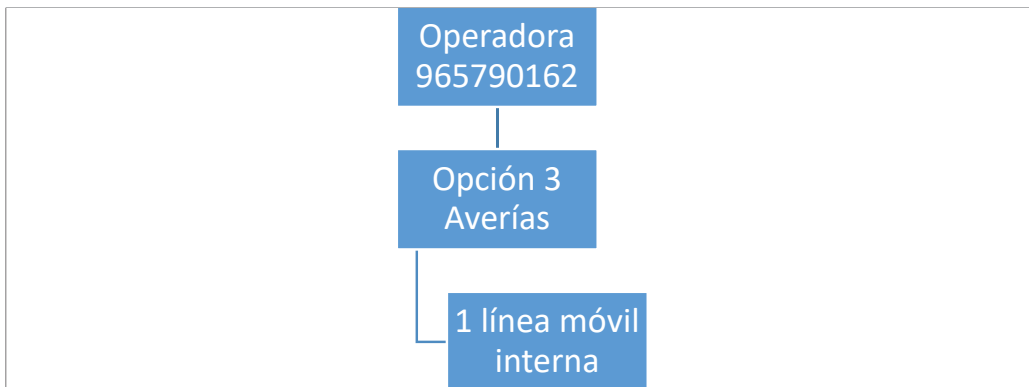 Operadora
965790162
Opción 3
Averías
1 línea móvil
interna